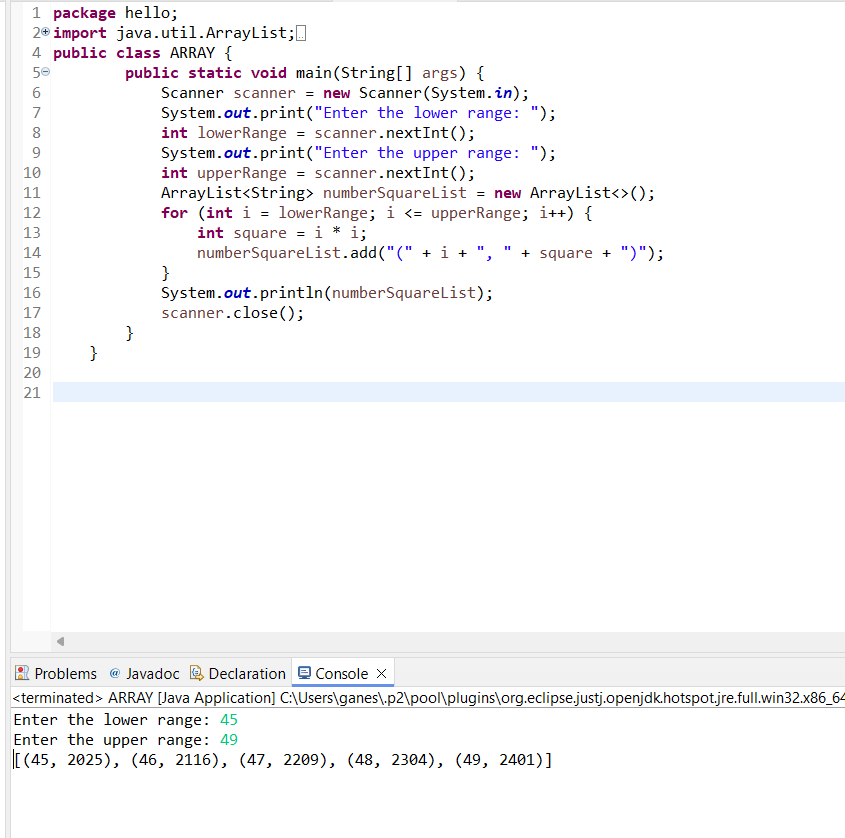 1 package hello;
2 import java.util.ArrayList;
4 public class ARRAY {
5 public static void main(String[] args) {
6 Scanner scanner = new Scanner(System.in);
7 System.out.print("Enter the lower range: ");
8 int lowerRange = scanner.nextInt();
9 System.out.print("Enter the upper range: ");
10 int upperRange = scanner.nextInt();
11 ArrayList<String> numberSquareList = new ArrayList<>();
12 for (int i = lowerRange; i <= upperRange; i++) {
13 int square = i * i;
14 numberSquareList.add("(" + i + ", " + square + ")");
15 }
16 System.out.println(numberSquareList);
17 scanner.close();
18 }
19 }
20
21
Problems @ Javadoc Declaration Console
<terminated> ARRAY [Java Application] C:\Users\ganes\.p2\pool\plugins\org.eclipse.justj.openjdk.hotspot.jre.full.win32.x86_64
Enter the lower range: 45
Enter the upper range: 49
[(45, 2025), (46, 2116), (47, 2209), (48, 2304), (49, 2401)]